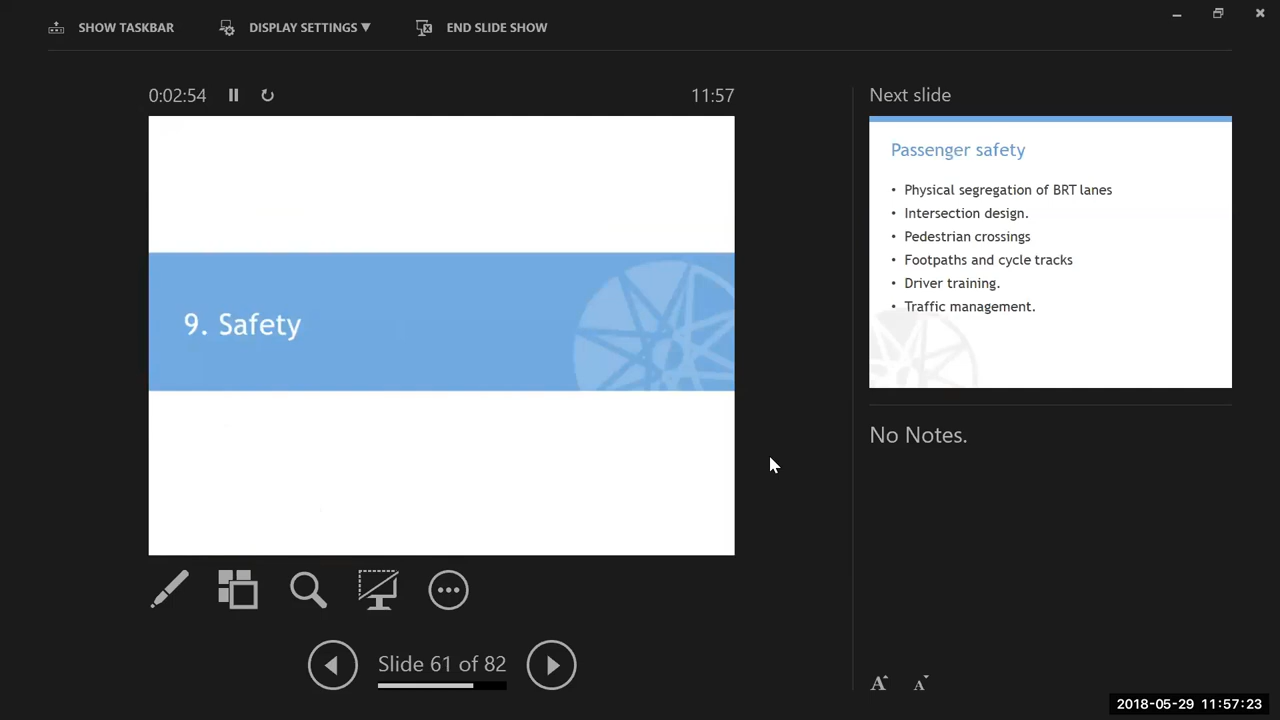 SHOW TASKBAR
DISPLAY SETTINGS ▼
END SLIDE SHOW
0:02:54
11:57
Next slide
9. Safety
Passenger safety
• Physical segregation of BRT lanes
• Intersection design.
• Pedestrian crossings
• Footpaths and cycle tracks
• Driver training.
• Traffic management.
No Notes.
Slide 61 of 82
A A
2018-05-29 11:57:23